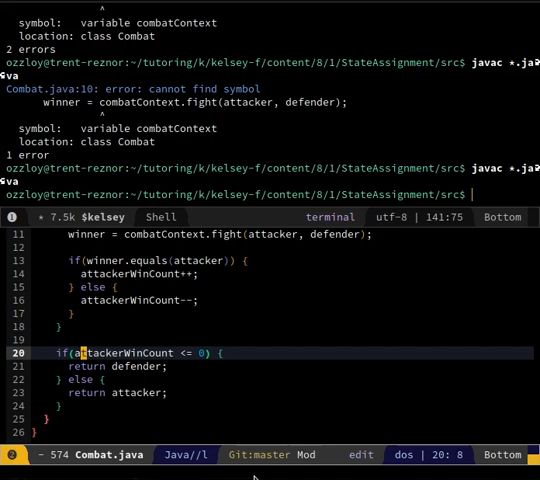 ^
symbol:   variable combatContext
location: class Combat
2 errors
ozzloy@trent-reznor:~/tutoring/k/kelsey-f/content/8/1/StateAssignment/src$ javac *.ja
va
Combat.java:10: error: cannot find symbol
winner = combatContext.fight(attacker, defender);
^
symbol:   variable combatContext
location: class Combat
1 error
ozzloy@trent-reznor:~/tutoring/k/kelsey-f/content/8/1/StateAssignment/src$ javac *.ja
va
ozzloy@trent-reznor:~/tutoring/k/kelsey-f/content/8/1/StateAssignment/src$
1 * 7.5k $kelsey Shell terminal utf-8 | 141:75 Bottom
11 winner = combatContext.fight(attacker, defender);
12
13 if(winner.equals(attacker)) {
14 attackerWinCount++;
15 } else {
16 attackerWinCount--;
17 }
18 }
19
20 if(attackerWinCount <= 0) {
21 return defender;
22 } else {
23 return attacker;
24 }
25 }
26 }
2 - 574 Combat.java Java//l Git:master Mod edit dos | 20: 8 Bottom